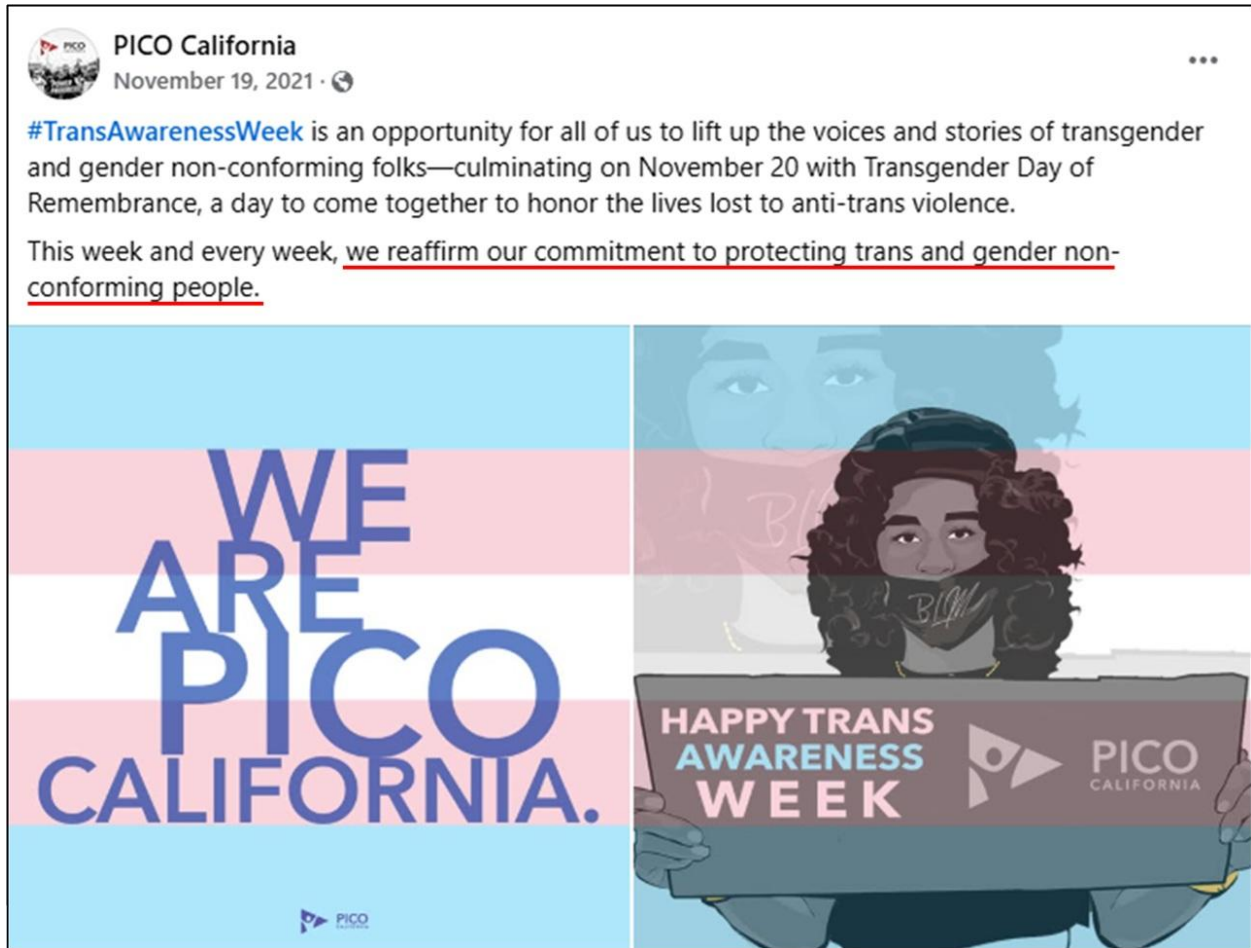 PICO
PICO California
November 19, 2021 ·
#TransAwarenessWeek is an opportunity for all of us to lift up the voices and stories of transgender
and gender non-conforming folks—culminating on November 20 with Transgender Day of
Remembrance, a day to come together to honor the lives lost to anti-trans violence.
This week and every week, we reaffirm our commitment to protecting trans and gender non-
conforming people.
WE
ARE
PICO
CALIFORNIA.
PICO
CALIFORNIA
BL
BLM
HAPPY TRANS
AWARENESS
WEEK
PICO
CALIFORNIA